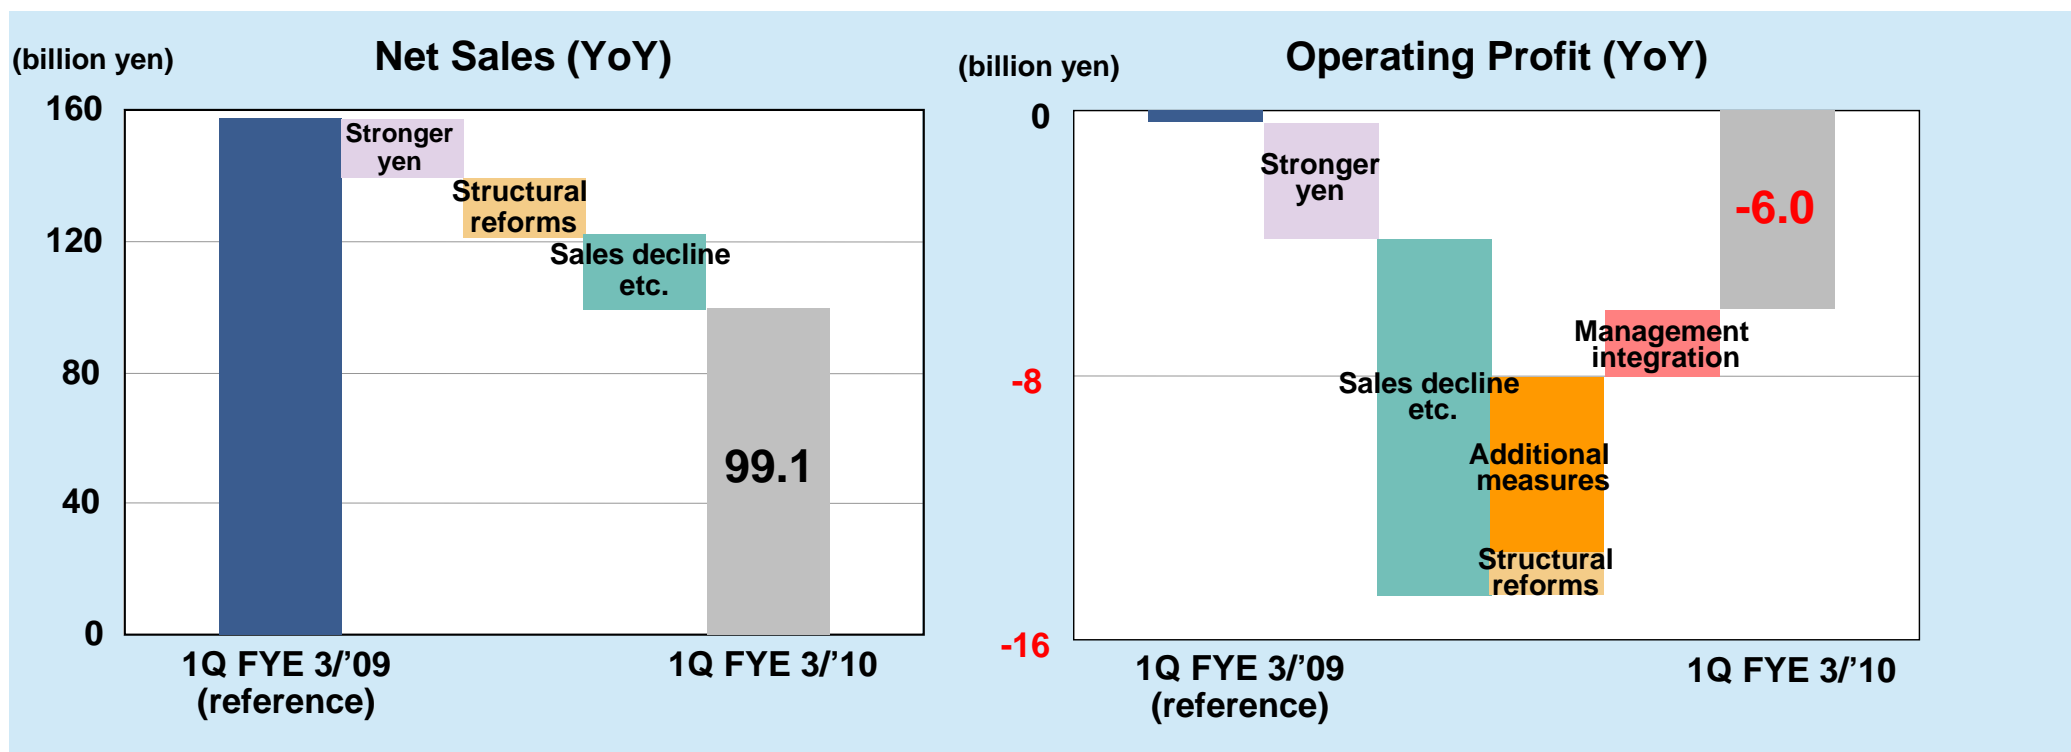 Net Sales (YoY)
(billion yen)
160
120
80
40
0
Stronger
yen
Structural
reforms
Sales decline
etc.
99.1
1Q FYE 3/’09
(reference)
1Q FYE 3/’10
Operating Profit (YoY)
(billion yen)
0
-8
-16
Stronger
yen
Sales decline
etc.
Additional
measures
Structural
reforms
Management
integration
-6.0
1Q FYE 3/’09
(reference)
1Q FYE 3/’10